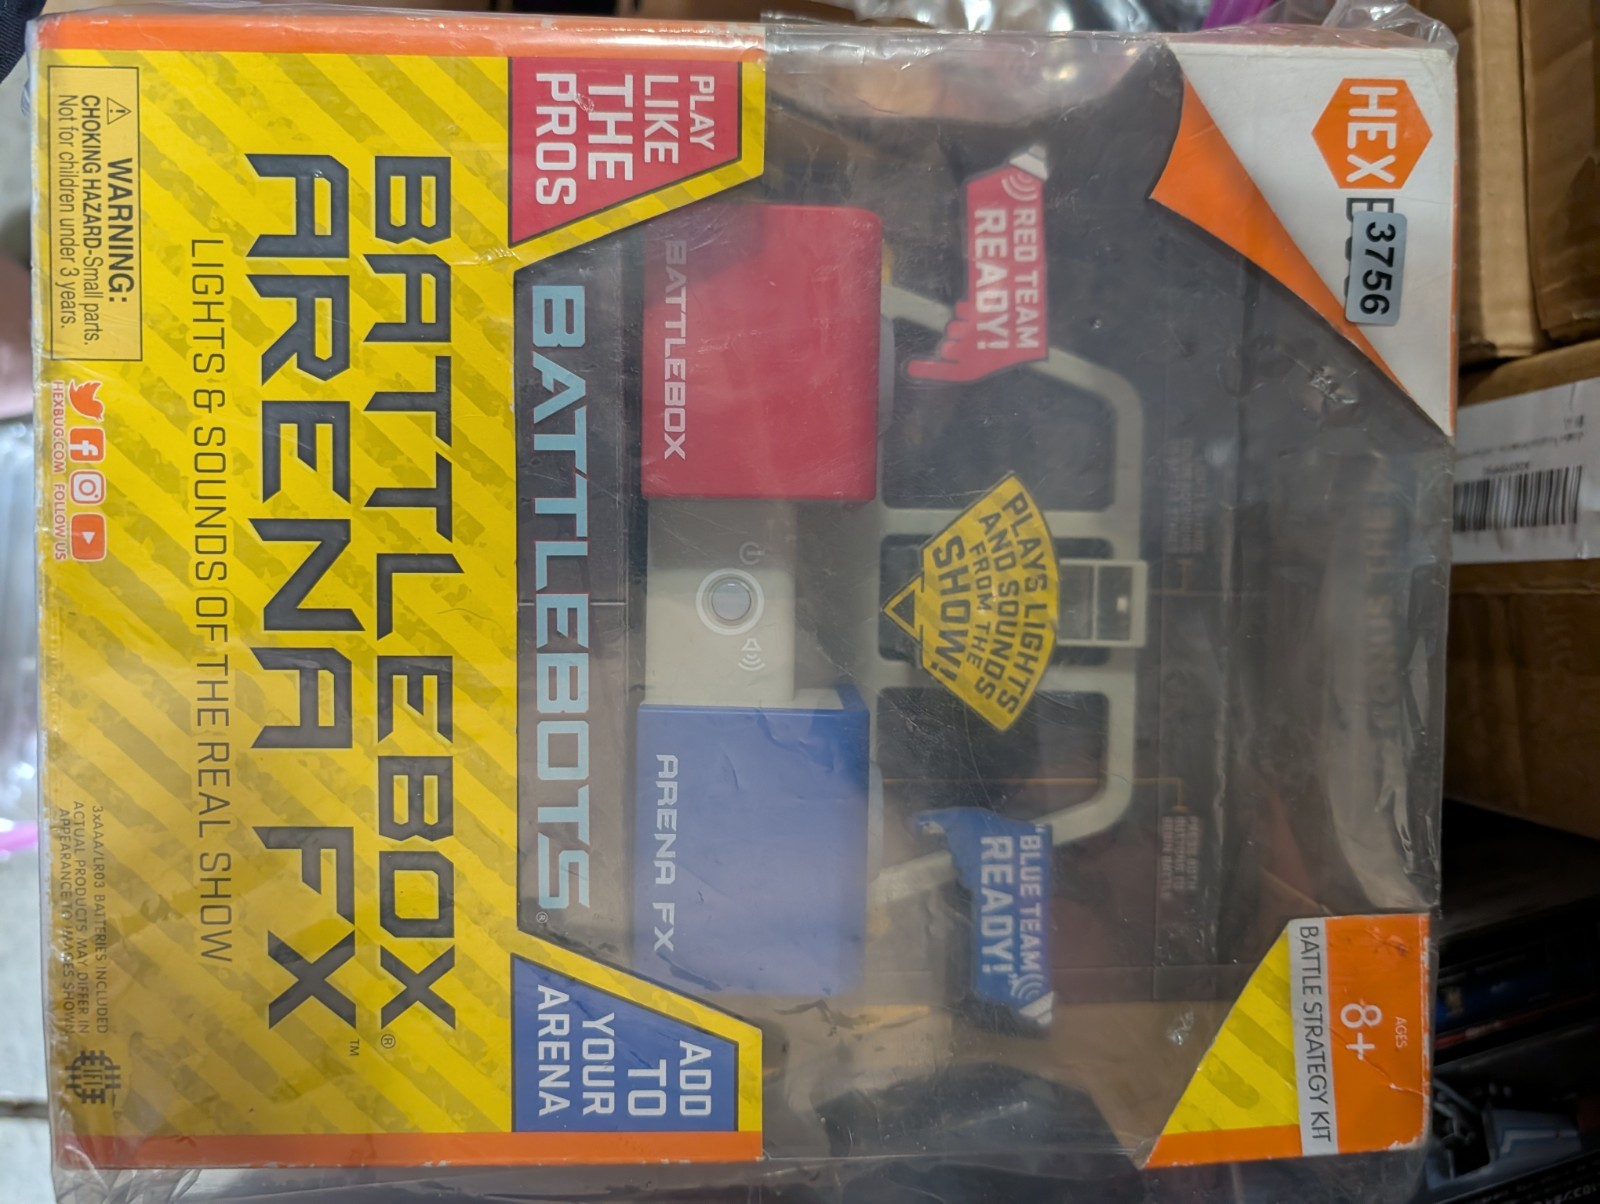 HEX
3756
AGES
8+
BATTLE STRATEGY KIT
RED TEAM
READY!
PLAYS LIGHTS
AND SOUNDS
FROM THE
SHOW!
BLUE TEAM
READY!
PLAY
LIKE
THE
PROS
BATTLEBOX
ARENA FX
ADD
TO
YOUR
ARENA
BATTLEBOTS®
BATTLEBOX®
ARENA FX™
LIGHTS & SOUNDS OF THE REAL SHOW
WARNING:
CHOKING HAZARD-Small parts.
Not for children under 3 years.
HEXBUG.COM FOLLOW US
3xAAA/LR03 BATTERIES INCLUDED
ACTUAL PRODUCTS MAY DIFFER IN
APPEARANCE TO IMAGES SHOWN